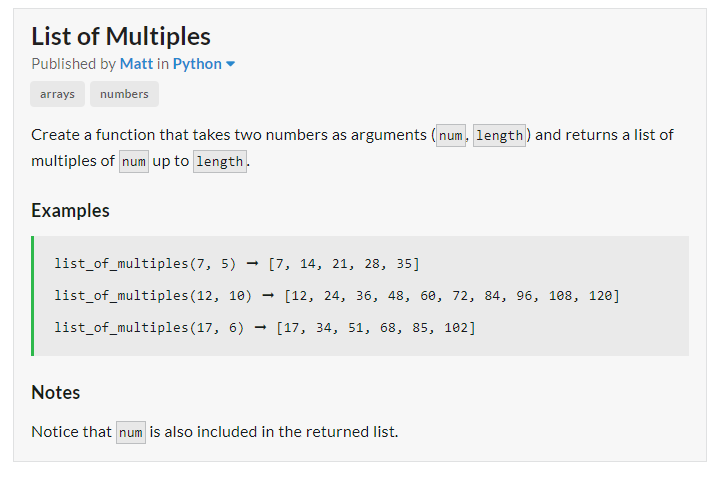 List of Multiples
Published by Matt in Python
arrays numbers
Create a function that takes two numbers as arguments (num, length) and returns a list of
multiples of num up to length.
Examples
list_of_multiples(7, 5) ➞ [7, 14, 21, 28, 35]
list_of_multiples(12, 10) ➞ [12, 24, 36, 48, 60, 72, 84, 96, 108, 120]
list_of_multiples(17, 6) ➞ [17, 34, 51, 68, 85, 102]
Notes
Notice that num is also included in the returned list.